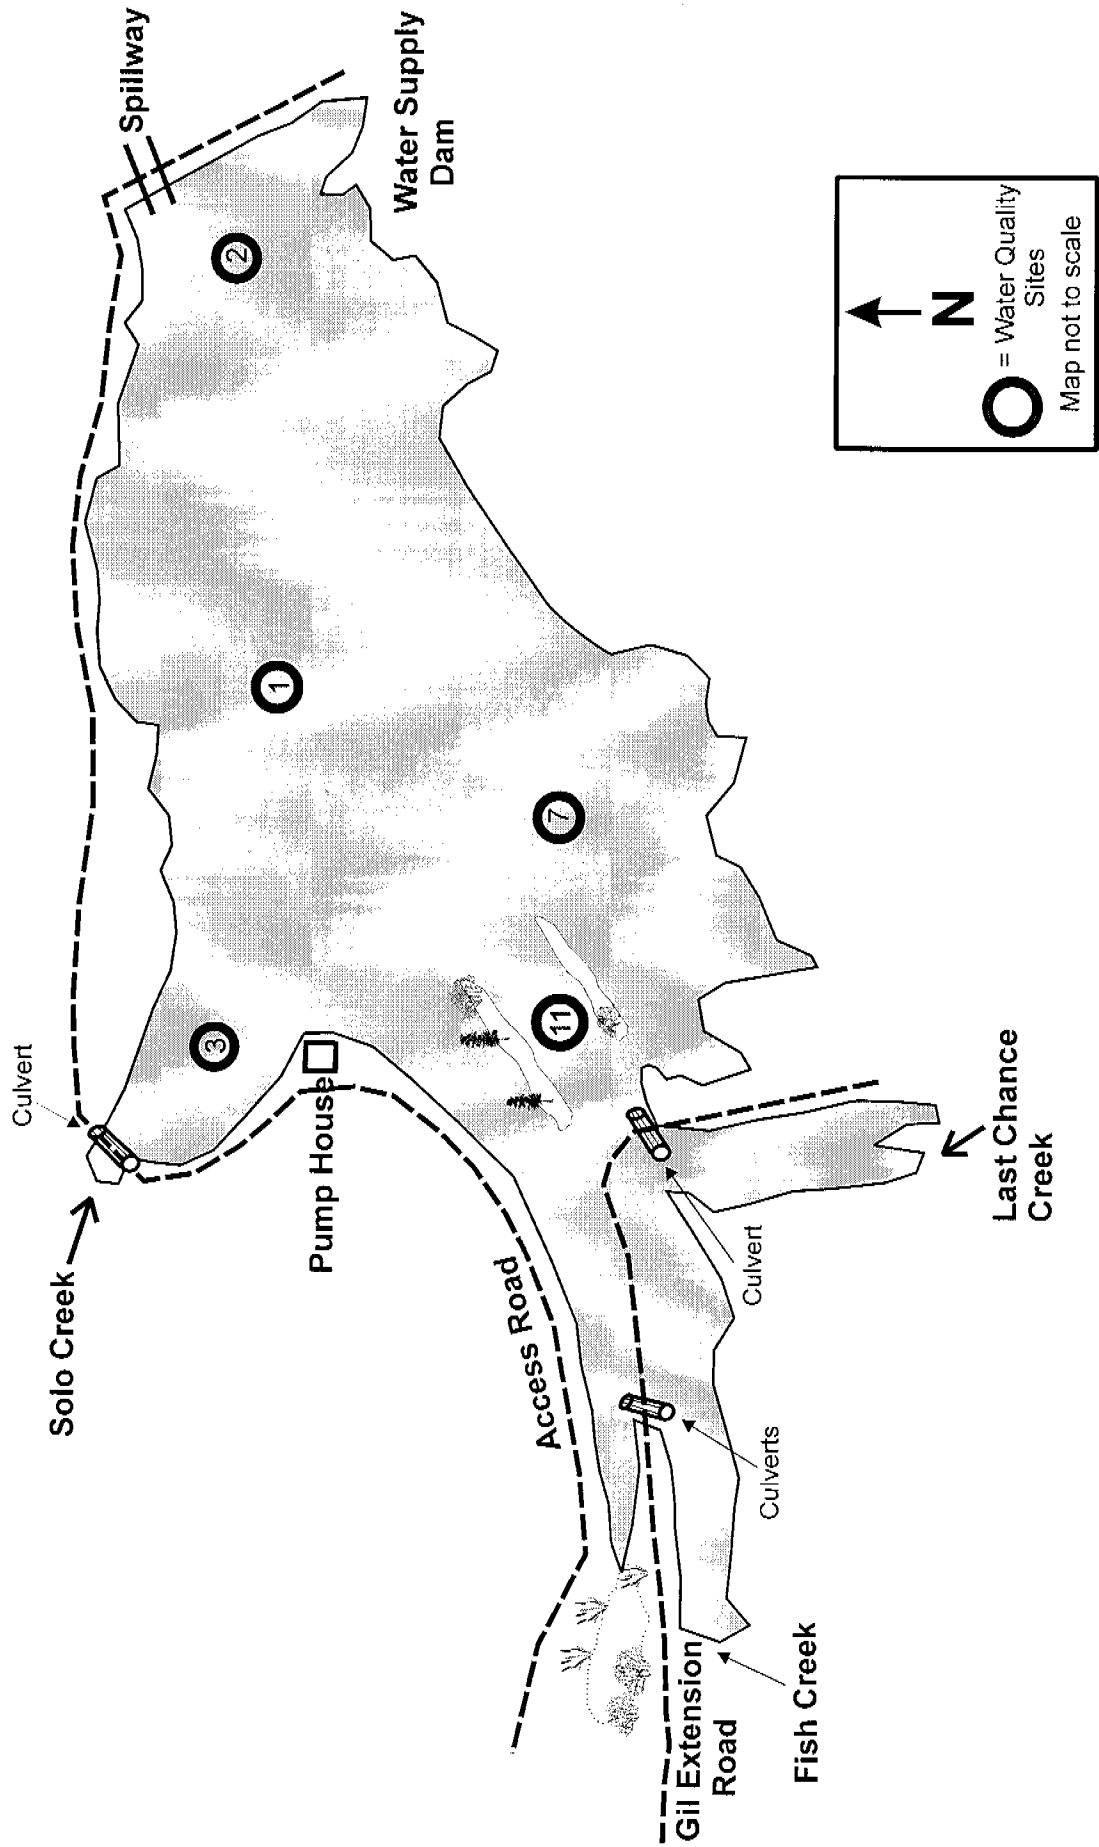 Solo Creek
Culvert
Spillway
Water Supply
Dam
2
1
3
7
11
Pump House
Access Road
Gil Extension
Road
Fish Creek
Culverts
Culvert
Last Chance
Creek
N
= Water Quality
Sites
Map not to scale